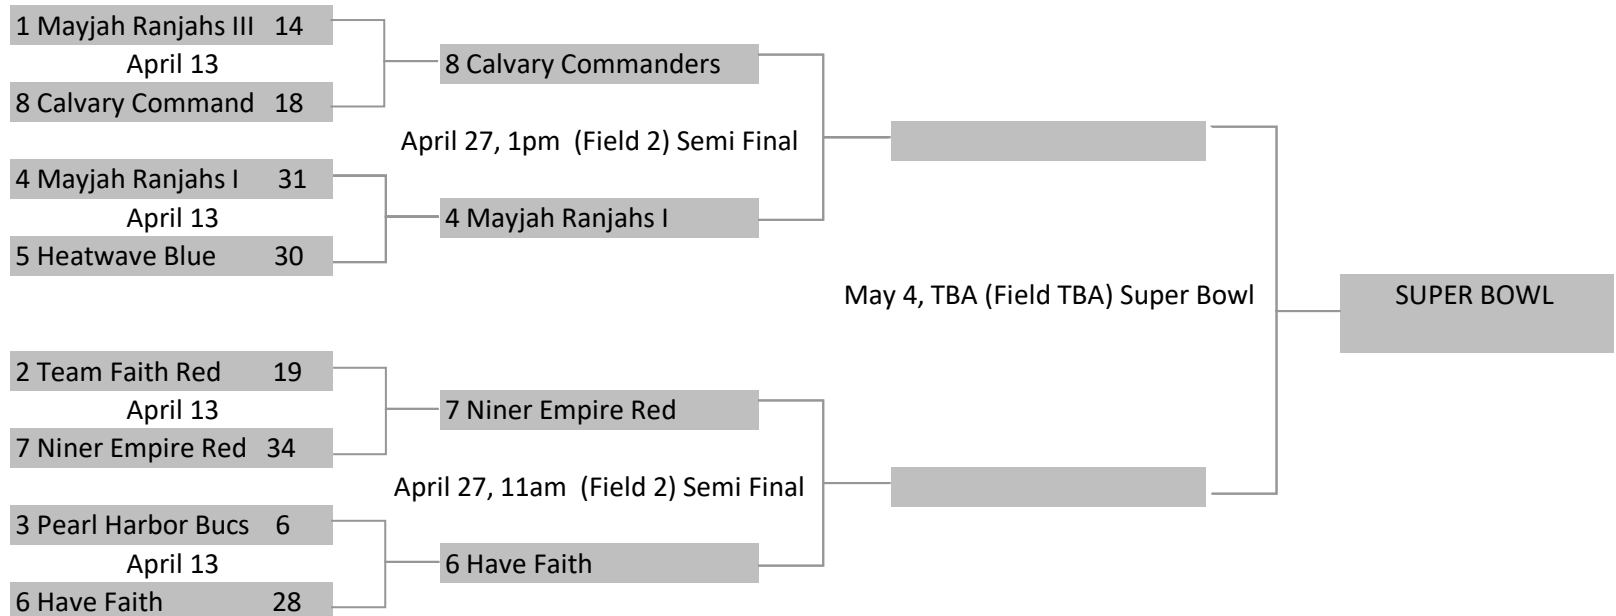 1 Mayjah Ranjahs III 14
April 13
8 Calvary Command 18
8 Calvary Commanders
April 27, 1pm (Field 2) Semi Final
4 Mayjah Ranjahs I 31
April 13
5 Heatwave Blue 30
4 Mayjah Ranjahs I
May 4, TBA (Field TBA) Super Bowl
SUPER BOWL
2 Team Faith Red 19
April 13
7 Niner Empire Red 34
7 Niner Empire Red
April 27, 11am (Field 2) Semi Final
3 Pearl Harbor Bucs 6
April 13
6 Have Faith 28
6 Have Faith